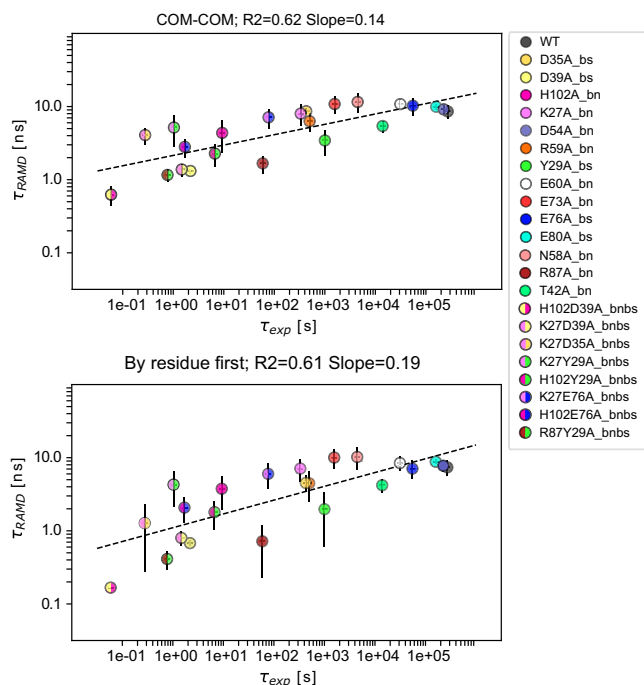 COM-COM; R2=0.62 Slope=0.14
10.0
1.0
0.1
τRAMD [ns]
1e-01 1e+00 1e+01 1e+02 1e+03 1e+04 1e+05
τexp [s]
By residue first; R2=0.61 Slope=0.19
10.0
1.0
0.1
τRAMD [ns]
1e-01 1e+00 1e+01 1e+02 1e+03 1e+04 1e+05
τexp [s]
WT
D35A_bs
D39A_bs
H102A_bn
K27A_bn
D54A_bn
R59A_bn
Y29A_bs
E60A_bn
E73A_bn
E76A_bs
E80A_bs
N58A_bn
R87A_bn
T42A_bn
H102D39A_bnbs
K27D39A_bnbs
K27D35A_bnbs
K27Y29A_bnbs
H102Y29A_bnbs
K27E76A_bnbs
H102E76A_bnbs
R87Y29A_bnbs